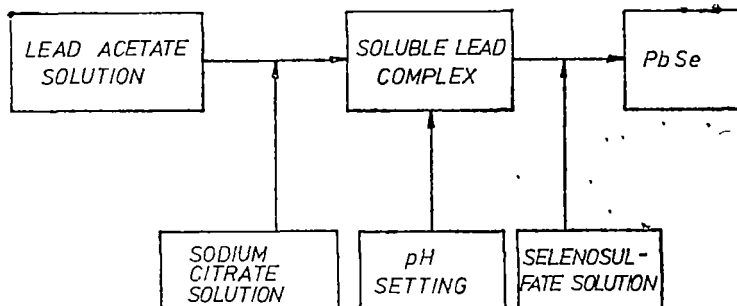 LEAD ACETATE
SOLUTION
SOLUBLE LEAD
COMPLEX
PbSe
SODIUM
CITRATE
SOLUTION
pH
SETTING
SELENOSUL-
FATE SOLUTION